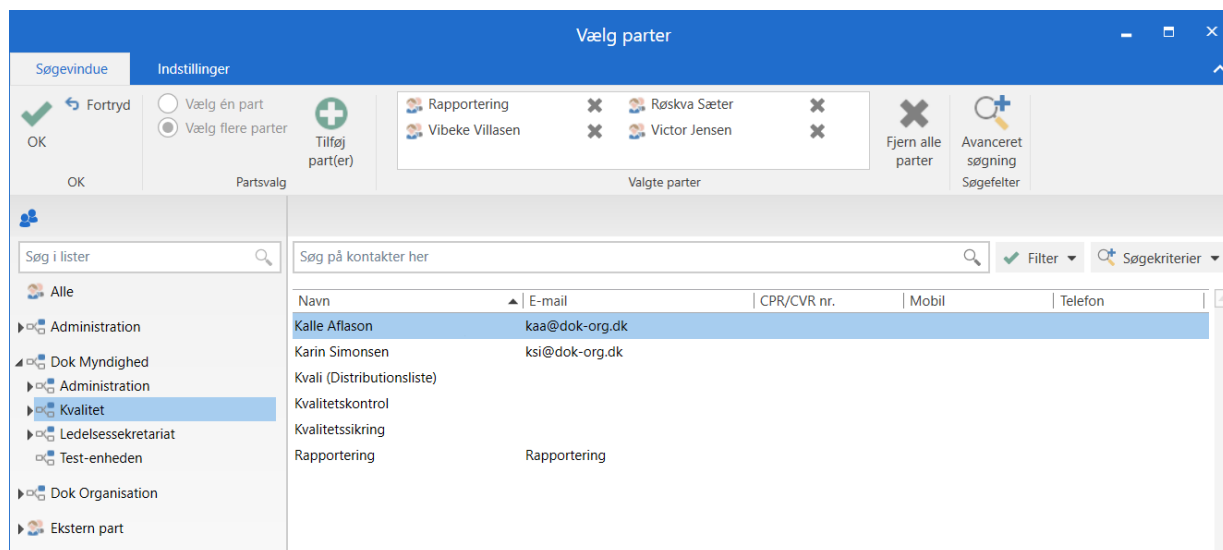 Vælg parter
Søgevindue Indstillinger
OK
Fortryd
OK
Vælg én part
Vælg flere parter
Tilføj
part(er)
Partsvalg
Rapportering Røskva Sæter
Vibeke Villasen Victor Jensen
Valgte parter
Fjern alle
parter
Avanceret
søgning
Søgefelter
Søg i lister
Alle
Administration
Dok Myndighed
Administration
Kvalitet
Ledelsessekretariat
Test-enheden
Dok Organisation
Ekstern part
Søg på kontakter her Filter Søgekriterier
Navn E-mail CPR/CVR nr. Mobil Telefon
Kalle Aflason kaa@dok-org.dk
Karin Simonsen ksi@dok-org.dk
Kvali (Distributionsliste)
Kvalitetskontrol
Kvalitetssikring
Rapportering Rapportering